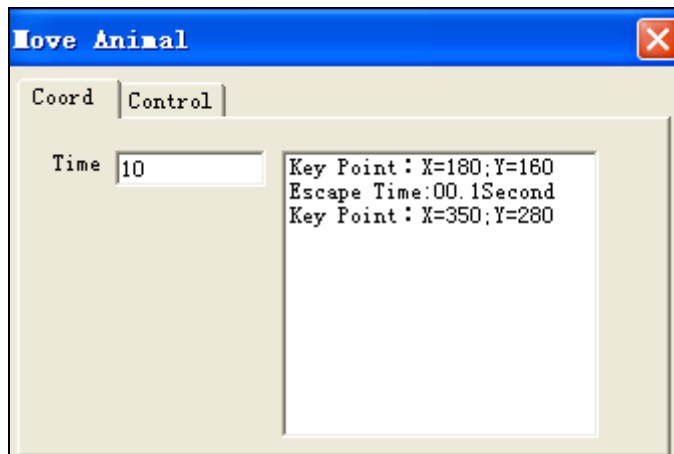 Move Animal
Coord Control
Time 10
Key Point：X=180;Y=160
Escape Time:00.1Second
Key Point：X=350;Y=280